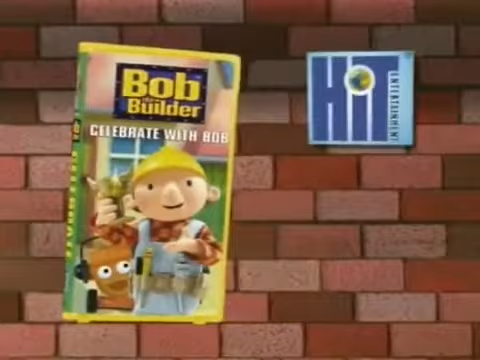 Bob
the
Builder
CELEBRATE WITH BOB
HiT
ENTERTAINMENT